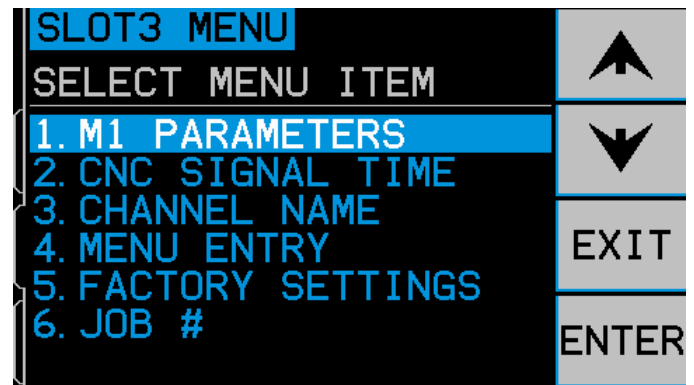 SLOT3 MENU
SELECT MENU ITEM
1. M1 PARAMETERS
2. CNC SIGNAL TIME
3. CHANNEL NAME
4. MENU ENTRY
5. FACTORY SETTINGS
6. JOB #
EXIT
ENTER